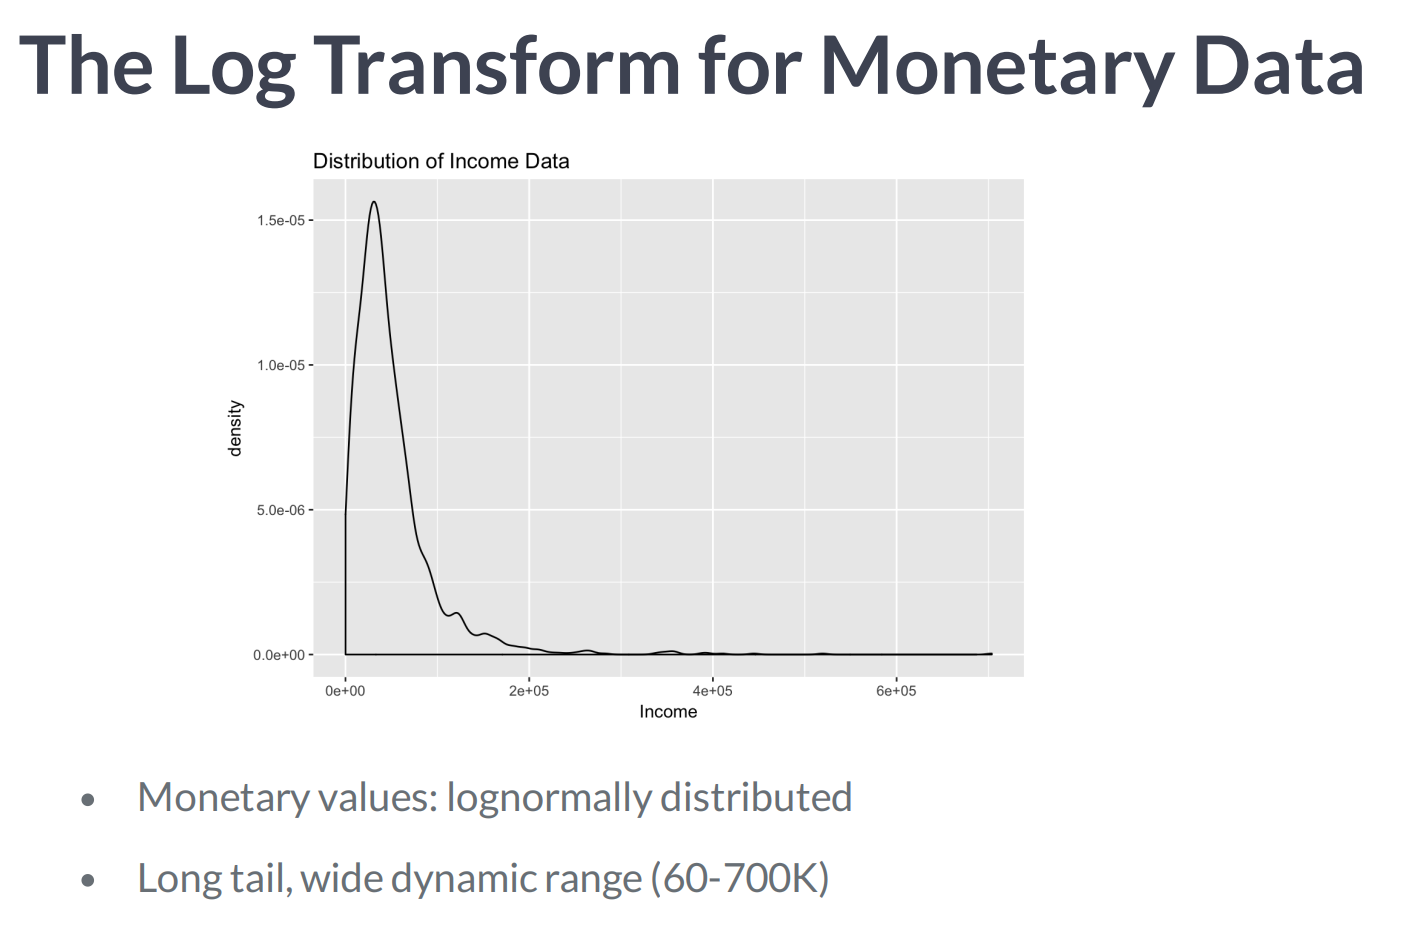 The Log Transform for Monetary Data
Distribution of Income Data
1.5e-05
1.0e-05
density
5.0e-06
0.0e+00
0e+00 2e+05 4e+05 6e+05
Income
• Monetary values: lognormally distributed
• Long tail, wide dynamic range (60-700K)